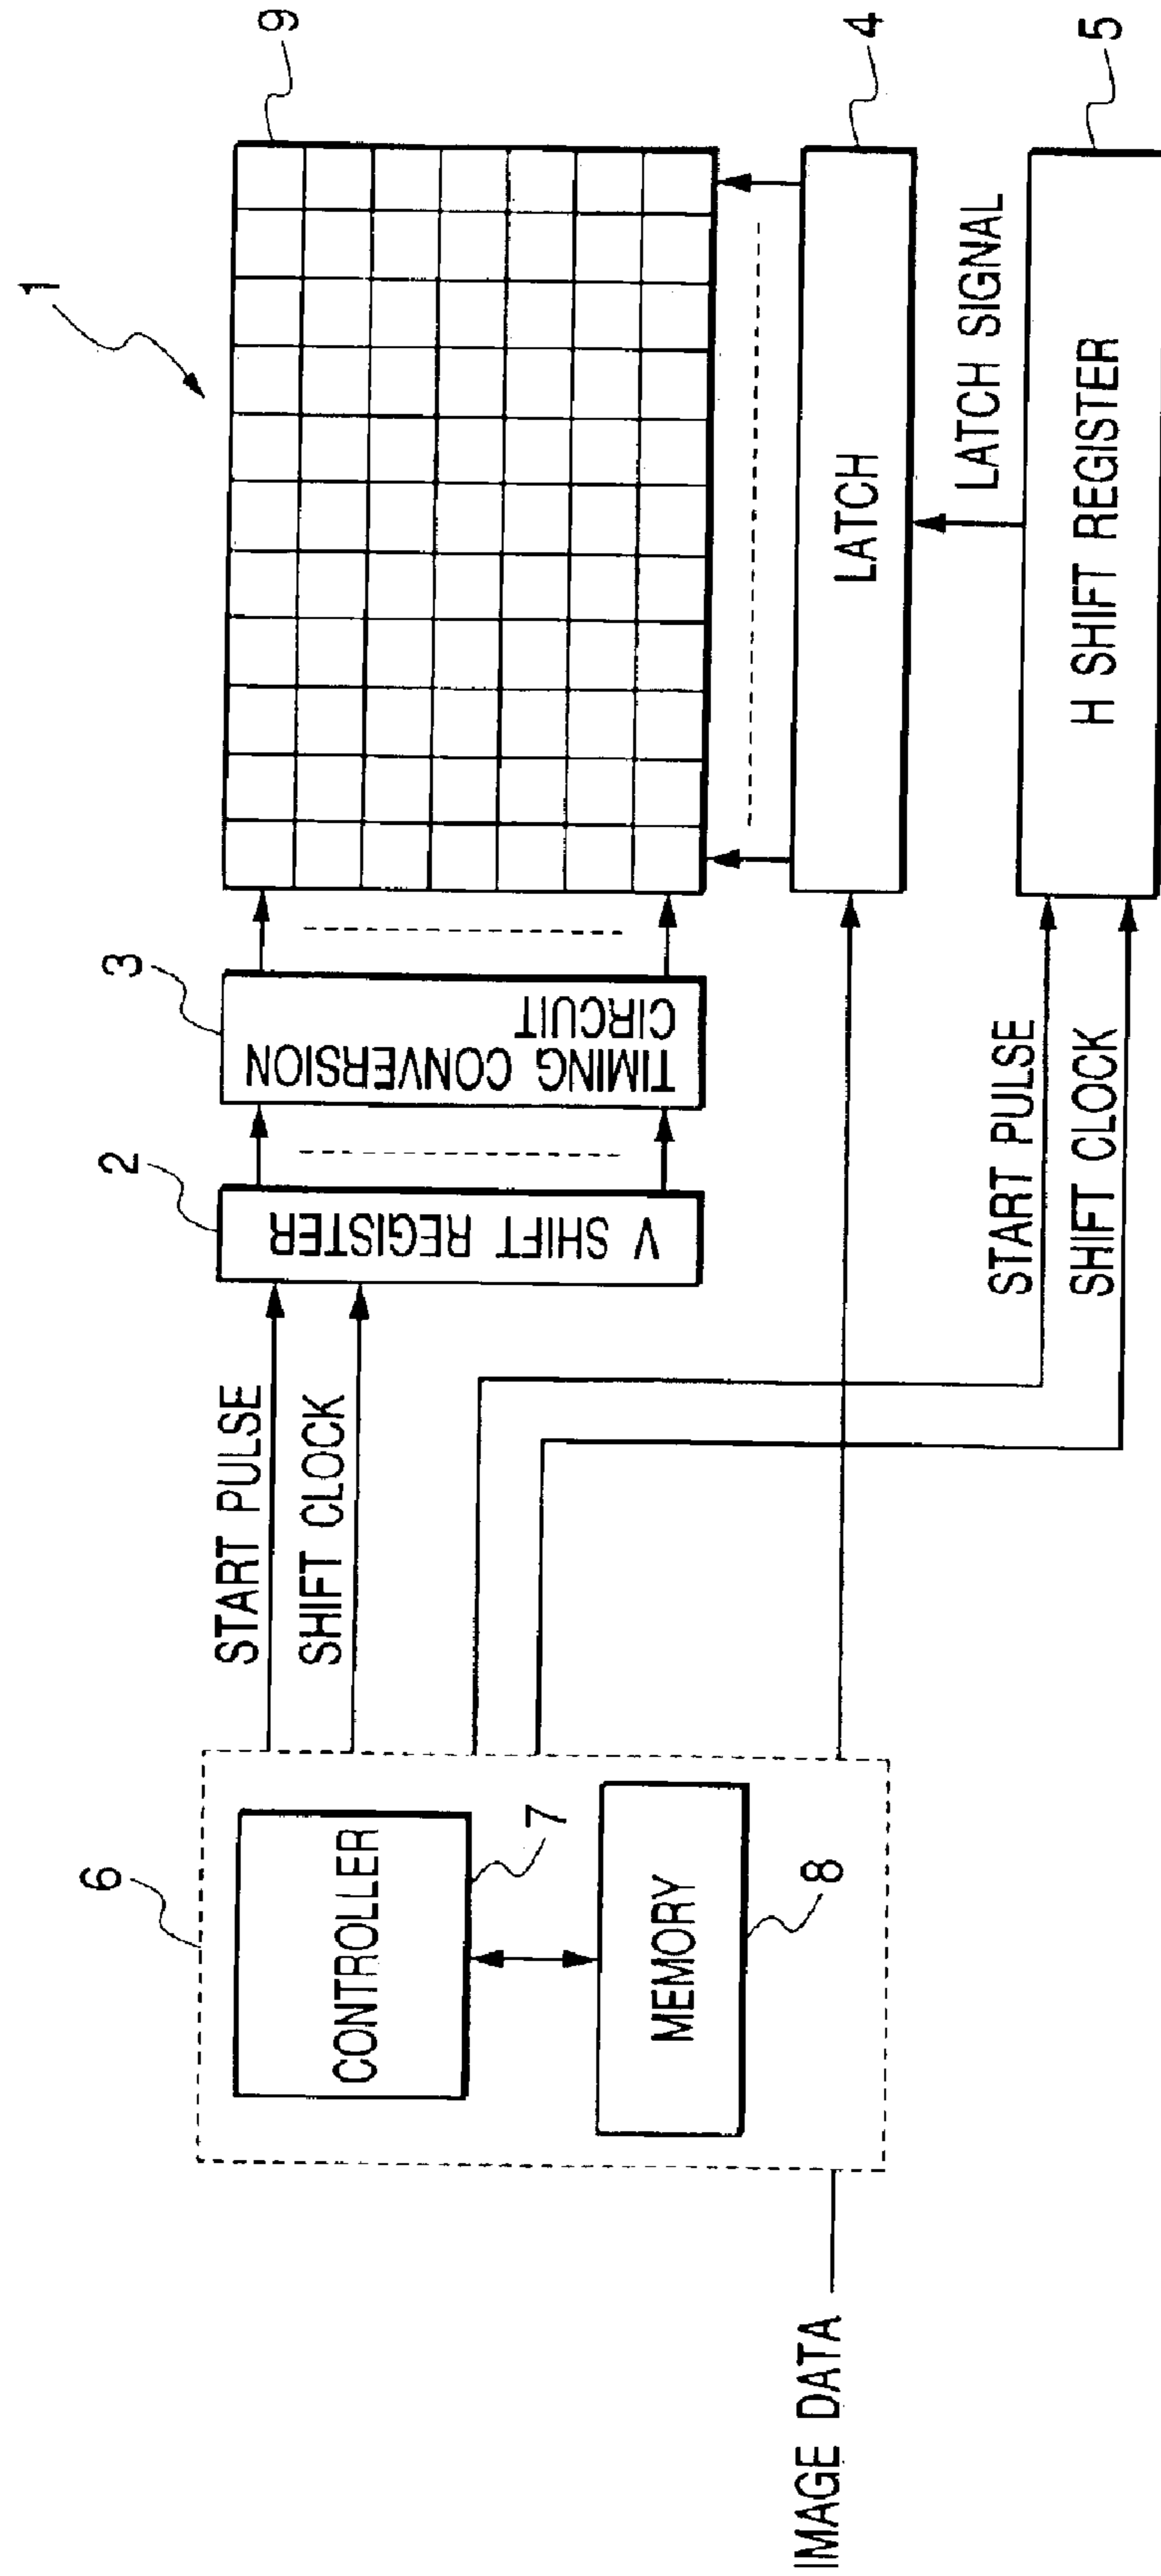 1
9
3
2
TIMING CONVERSION
CIRCUIT
V SHIFT REGISTER
START PULSE
SHIFT CLOCK
6
CONTROLLER
7
MEMORY
8
IMAGE DATA
LATCH
4
LATCH SIGNAL
START PULSE
SHIFT CLOCK
H SHIFT REGISTER
5